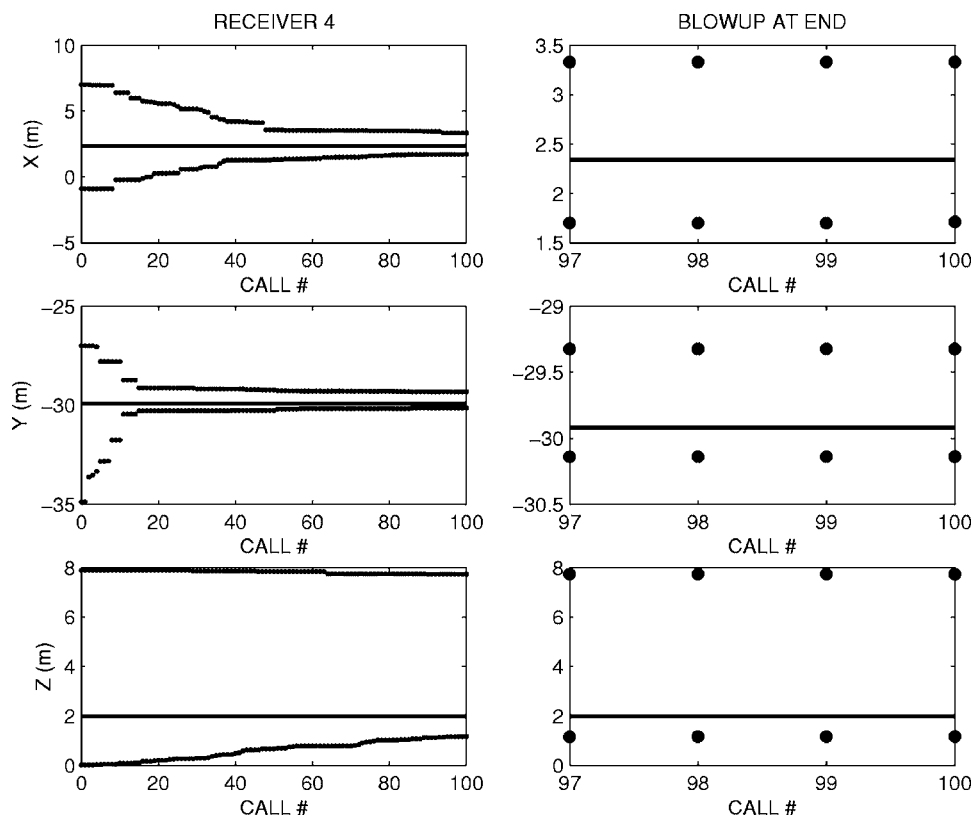 RECEIVER 4
BLOWUP AT END
10
5
0
−5
X (m)
0 20 40 60 80 100
CALL #
3.5
3
2.5
2
1.5
97 98 99 100
CALL #
−25
−30
−35
Y (m)
0 20 40 60 80 100
CALL #
−29
−29.5
−30
−30.5
97 98 99 100
CALL #
8
6
4
2
0
Z (m)
0 20 40 60 80 100
CALL #
8
6
4
2
0
97 98 99 100
CALL #